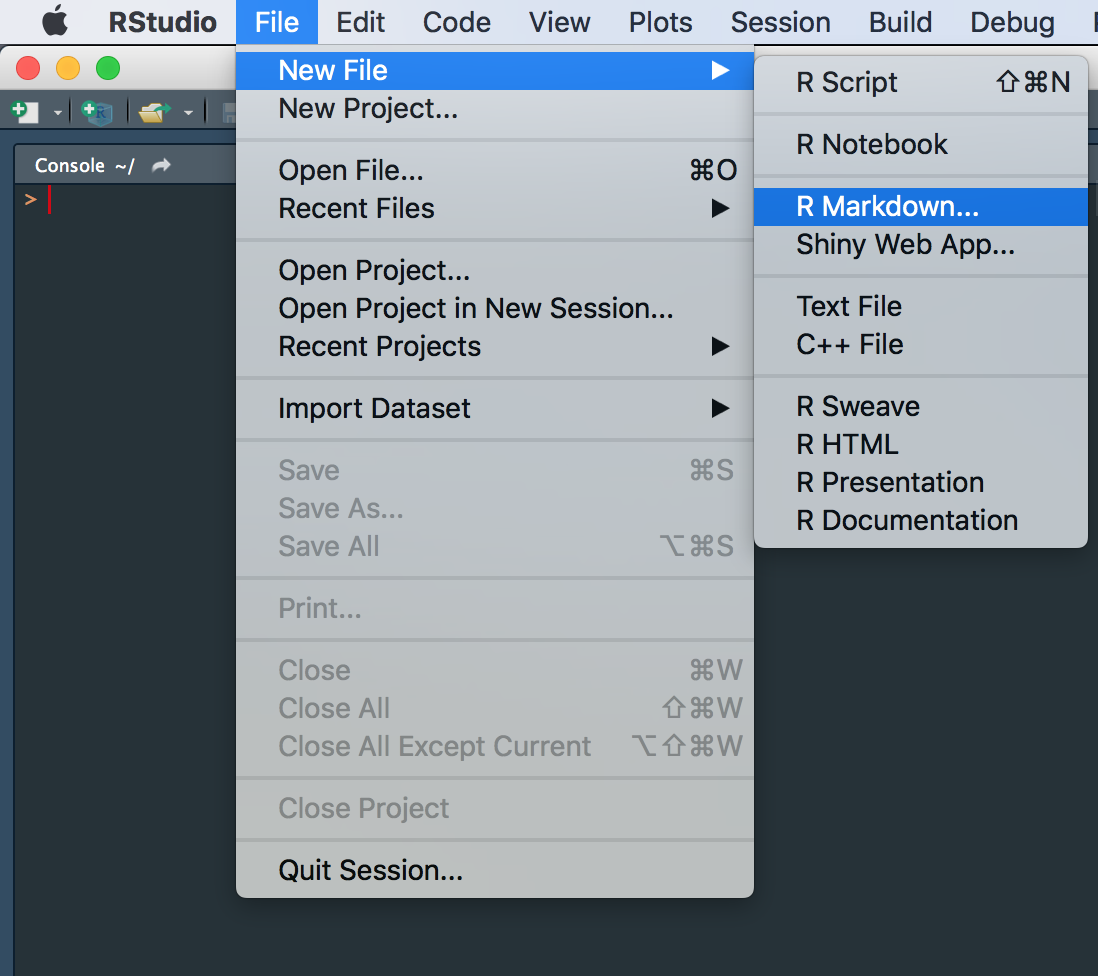 RStudio File Edit Code View Plots Session Build Debug
Console ~/
>
New File
New Project...
Open File... ⌘O
Recent Files
Open Project...
Open Project in New Session...
Recent Projects
Import Dataset
Save ⌘S
Save As...
Save All ⌥⌘S
Print...
Close ⌘W
Close All ⇧⌘W
Close All Except Current ⌥⇧⌘W
Close Project
Quit Session...
R Script ⇧⌘N
R Notebook
R Markdown...
Shiny Web App...
Text File
C++ File
R Sweave
R HTML
R Presentation
R Documentation